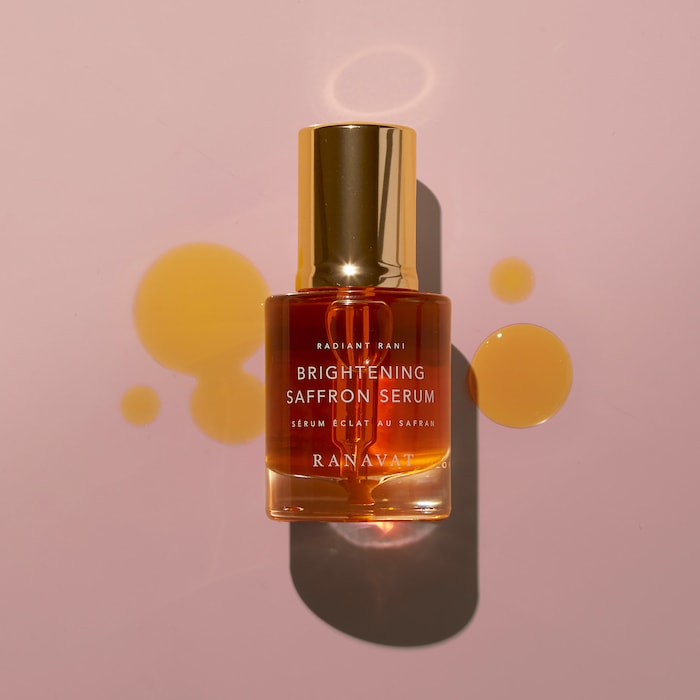 RADIANT RANI
BRIGHTENING
SAFFRON SERUM
SÉRUM ÉCLAT AU SAFRAN
RANAVAT